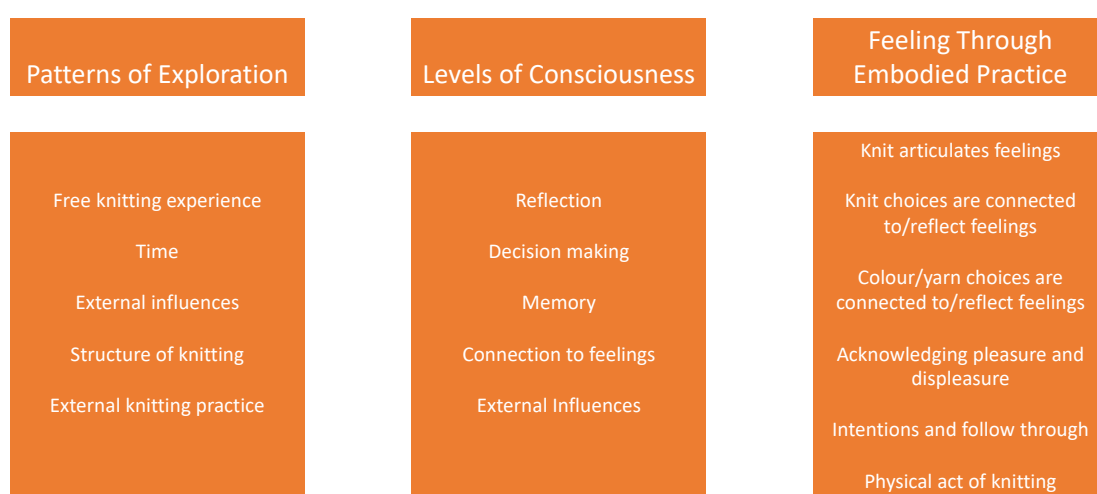 Patterns of Exploration
Free knitting experience
Time
External influences
Structure of knitting
External knitting practice
Levels of Consciousness
Reflection
Decision making
Memory
Connection to feelings
External Influences
Feeling Through
Embodied Practice
Knit articulates feelings
Knit choices are connected
to/reflect feelings
Colour/yarn choices are
connected to/reflect feelings
Acknowledging pleasure and
displeasure
Intentions and follow through
Physical act of knitting